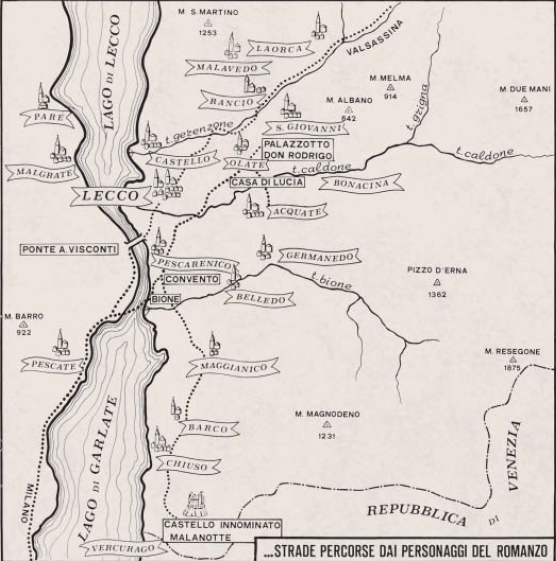 M. S. MARTINO
1253
LAORCA
VALSASSINA
MALAVEDO
LAGO DI LECCO
RANCIO
M. MELMA
914
M. DUE MANI
1657
M. ALBANO
642
PARE
t. gerenzone
S. GIOVANNI
t. gzigna
PALAZZOTTO
DON RODRIGO
t. caldone
MALGRATE
CASTELLO
OLATE
t. caldone
CASA DI LUCIA
BONACINA
LECCO
ACQUATE
PONTE A. VISCONTI
PESCARENICO
GERMANEDO
CONVENTO
t. bione
PIZZO D'ERNA
1362
BIONE
BELLEDO
M. BARRO
922
M. RESEGONE
1875
PESCATE
MAGGIANICO
LAGO DI GARLATE
M. MAGNODENO
1231
BARCO
CHIUSO
MILANO
REPUBBLICA DI VENEZIA
CASTELLO INNOMINATO
MALANOTTE
VERCURAGO
...STRADE PERCORSE DAI PERSONAGGI DEL ROMANZO